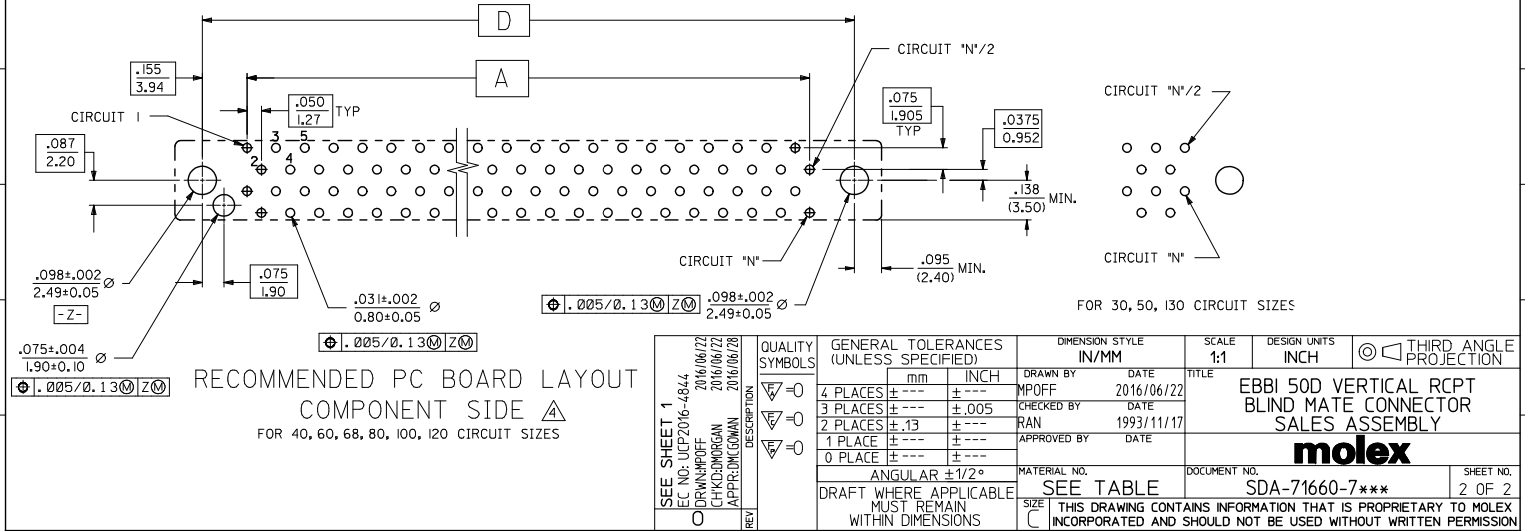 D
CIRCUIT "N"/2
.155
3.94
A
.050
1.27
TYP
.075
1.905
TYP
CIRCUIT "N"/2
CIRCUIT 1
.0375
0.952
.087
2.20
3 5
2 4
.138
(3.50)
MIN.
CIRCUIT "N"
.095
(2.40)
MIN.
CIRCUIT "N"
.098±.002
2.49±0.05
Ø
-Z-
.075
1.90
.031±.002
0.80±0.05
Ø
⌖ .005/0.13Ⓜ ZⓂ
⌖ .005/0.13Ⓜ ZⓂ
.098±.002
2.49±0.05
Ø
FOR 30, 50, 130 CIRCUIT SIZES
.075±.004
1.90±0.10
Ø
⌖ .005/0.13Ⓜ ZⓂ
RECOMMENDED PC BOARD LAYOUT
COMPONENT SIDE 4
FOR 40, 60, 68, 80, 100, 120 CIRCUIT SIZES
SEE SHEET 1
EC NO: UCP2016-4844
DRWN:MPOFF 2016/06/22
CHK'D:DMORGAN 2016/06/22
APPR:DMCGOWAN 2016/06/28
DESCRIPTION
O
REV
QUALITY
SYMBOLS
=0
=0
=0
GENERAL TOLERANCES
(UNLESS SPECIFIED)
mm INCH
4 PLACES ± --- ± ---
3 PLACES ± --- ± .005
2 PLACES ± .13 ± ---
1 PLACE ± --- ± ---
0 PLACE ± --- ± ---
ANGULAR ±1/2°
DRAFT WHERE APPLICABLE
MUST REMAIN
WITHIN DIMENSIONS
DIMENSION STYLE
IN/MM
SCALE
1:1
DESIGN UNITS
INCH
THIRD ANGLE
PROJECTION
DRAWN BY DATE
MPOFF 2016/06/22
CHECKED BY DATE
RAN 1993/11/17
APPROVED BY DATE
TITLE
EBBI 50D VERTICAL RCPT
BLIND MATE CONNECTOR
SALES ASSEMBLY
molex
MATERIAL NO.
SEE TABLE
DOCUMENT NO.
SDA-71660-7***
SHEET NO.
2 OF 2
SIZE
C
THIS DRAWING CONTAINS INFORMATION THAT IS PROPRIETARY TO MOLEX
INCORPORATED AND SHOULD NOT BE USED WITHOUT WRITTEN PERMISSION